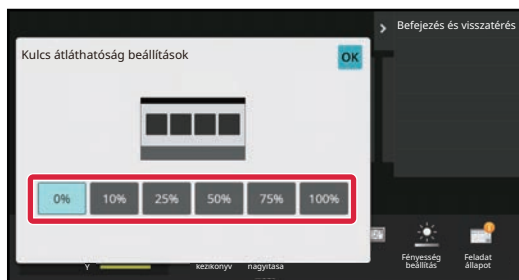 Befejezés és visszatérés
Kulcs átláthatóság beállítások
OK
0%
10%
25%
50%
75%
100%
Fényesség
beállítás
Feladat
állapot
Y
kézikönyv
nagyítása